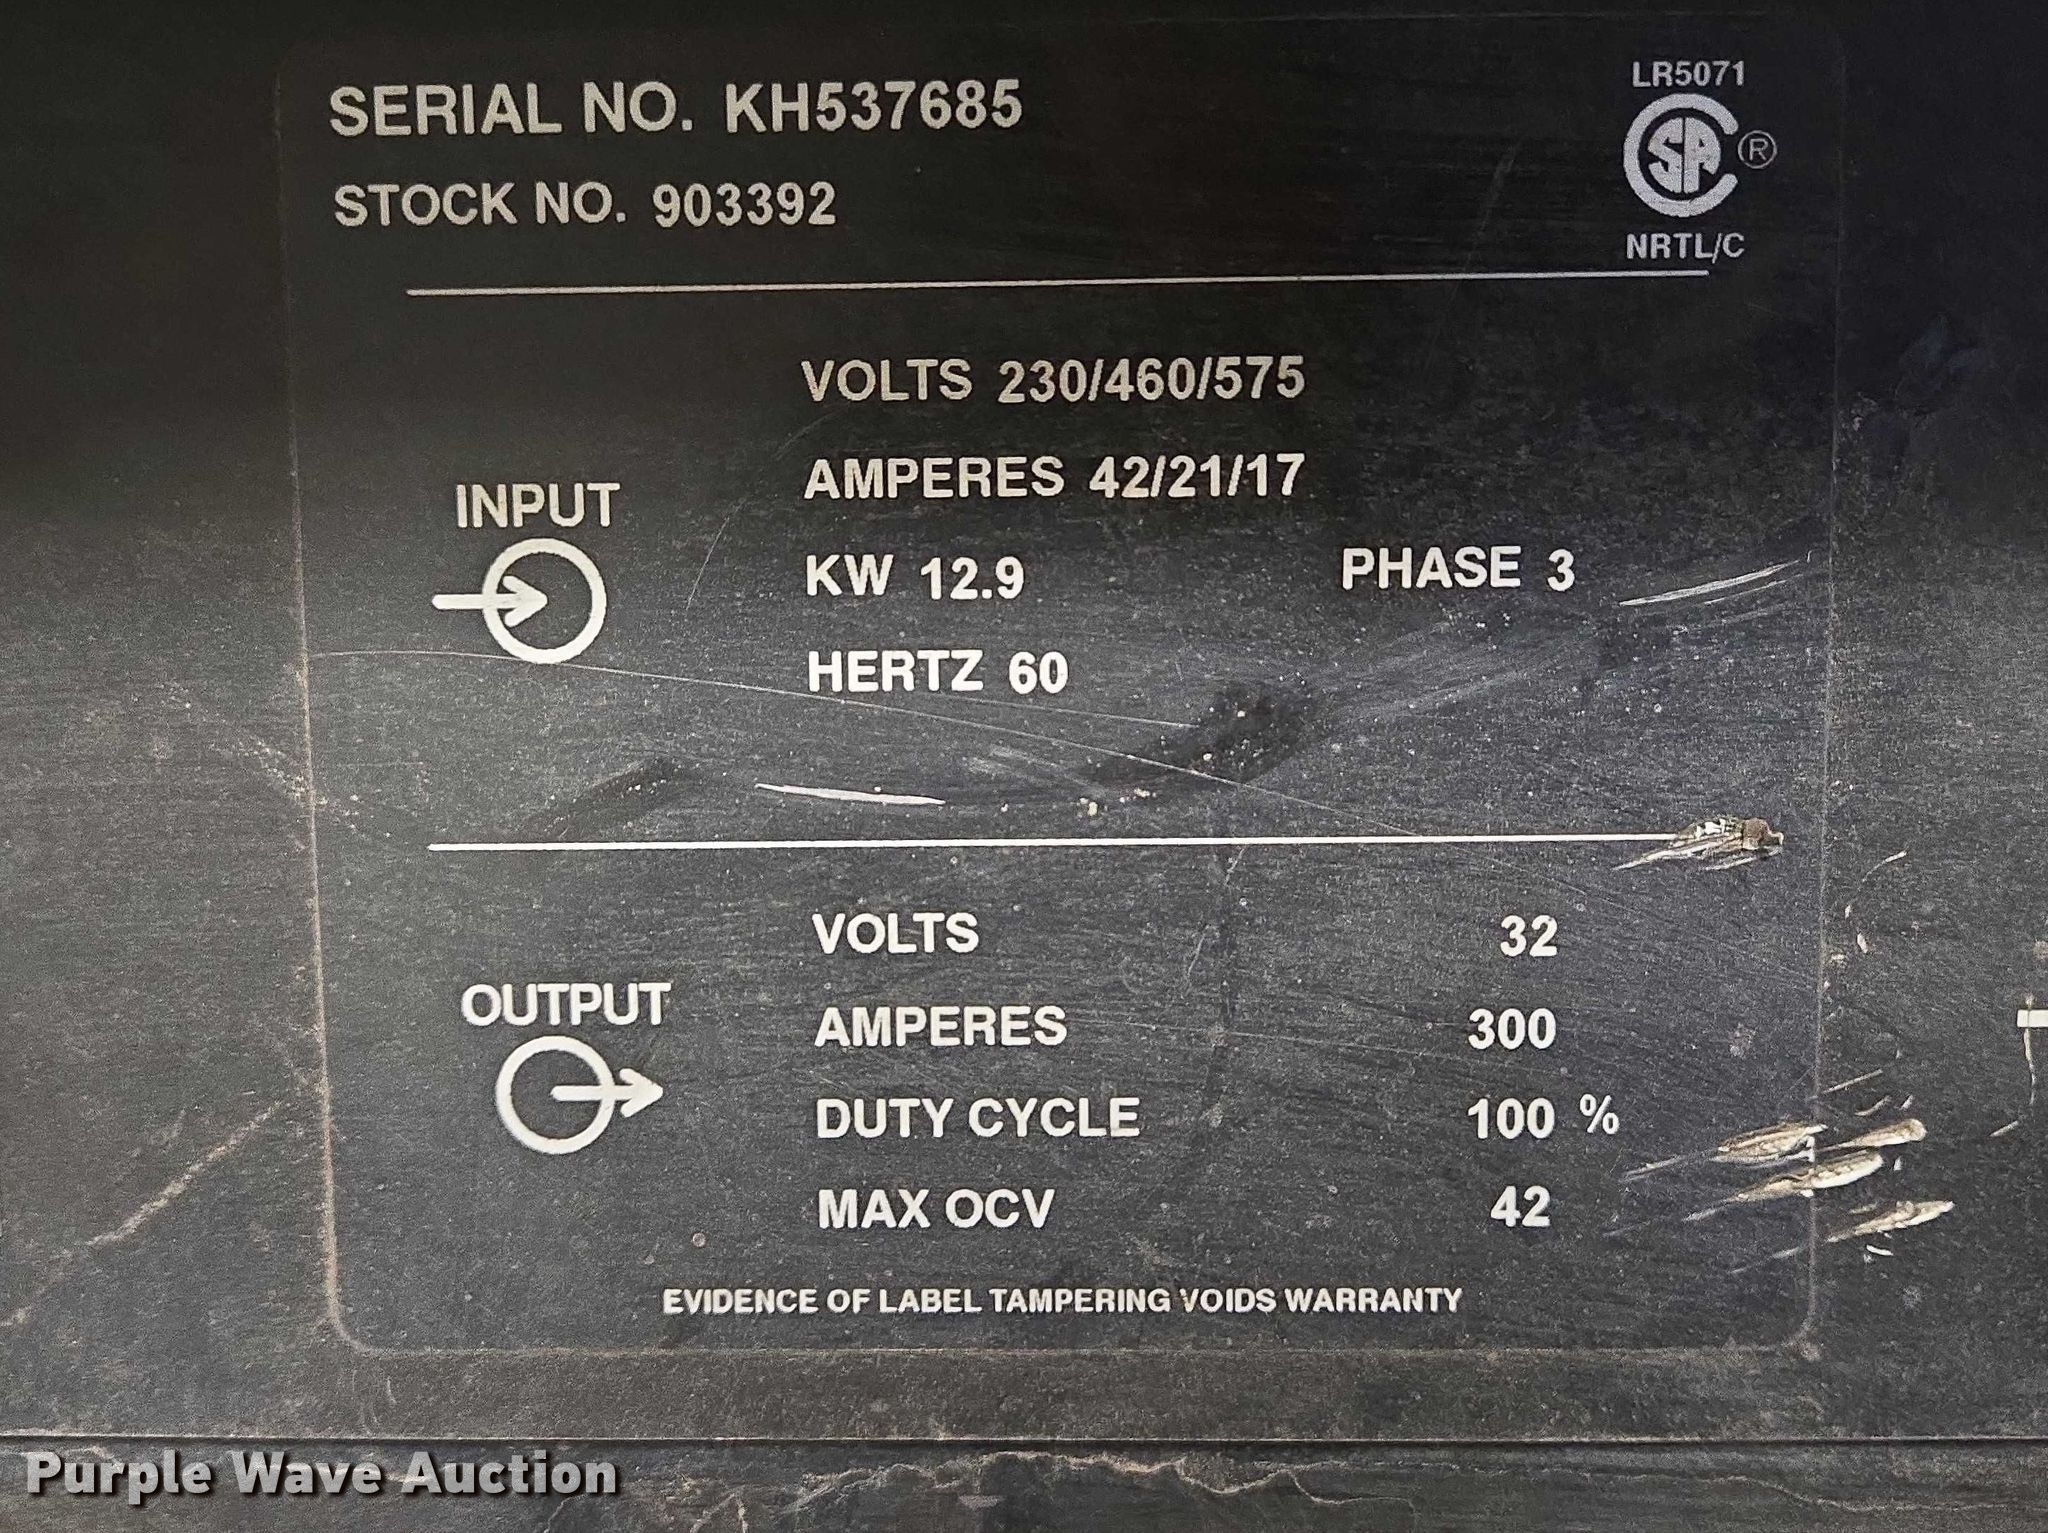 SERIAL NO. KH537685
STOCK NO. 903392
LR5071
CSA ®
NRTL/C
INPUT
VOLTS 230/460/575
AMPERES 42/21/17
KW 12.9 PHASE 3
HERTZ 60
OUTPUT
VOLTS 32
AMPERES 300
DUTY CYCLE 100 %
MAX OCV 42
EVIDENCE OF LABEL TAMPERING VOIDS WARRANTY
Purple Wave Auction